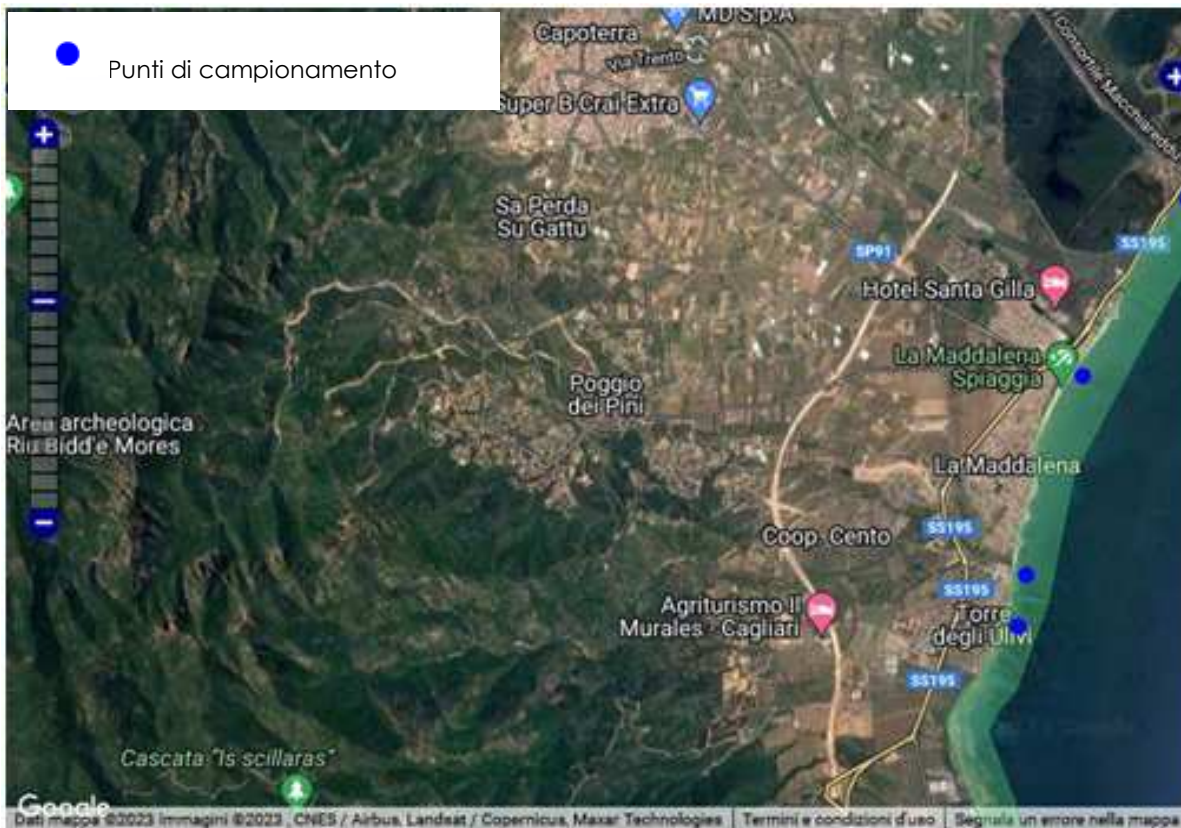 Punti di campionamento
MD S.p.A
Capoterra
Via Trento
Super B Crai Extra
Consortile Macchiareddu
Sa Perda
Su Gattu
SP91
SS195
Hotel Santa Gilla
La Maddalena
Spiaggia
Poggio
dei Pini
Area archeologica
Riu Bidd'e Mores
La Maddalena
SS195
Coop. Cento
SS195
Agriturismo Il
Murales - Cagliari
Torre
degli Ulivi
SS195
Cascata "Is scillaras"
Google
Dati mappa ©2023 Immagini ©2023 , CNES / Airbus, Landsat / Copernicus, Maxar Technologies
Termini e condizioni d'uso
Segnala un errore nella mappa